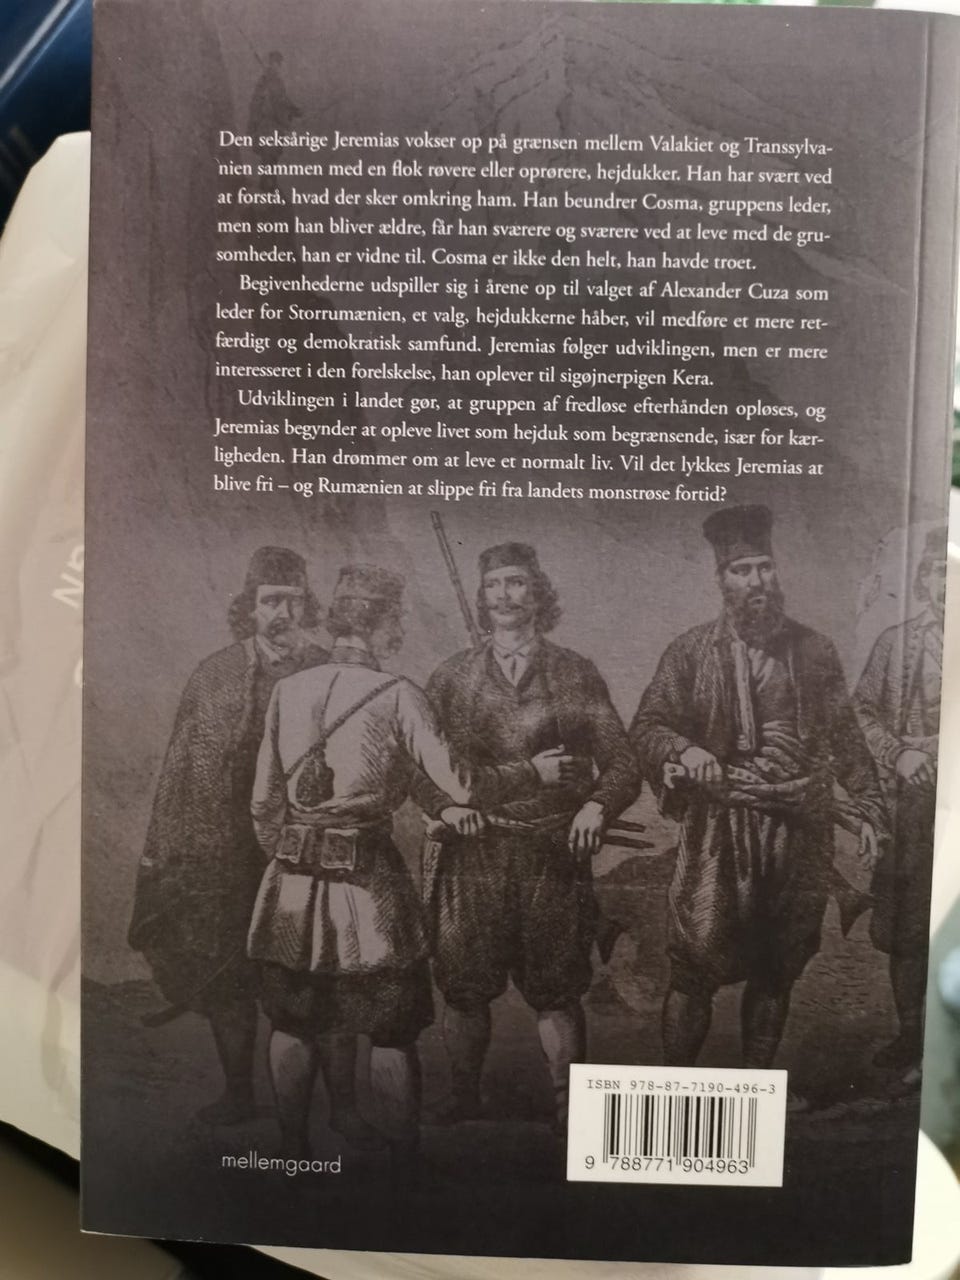 Den seksårige Jeremias vokser op på grænsen mellem Valakiet og Transsylva-
nien sammen med en flok røvere eller oprørere, hejdukker. Han har svært ved
at forstå, hvad der sker omkring ham. Han beundrer Cosma, gruppens leder,
men som han bliver ældre, får han sværere og sværere ved at leve med de gru-
somheder, han er vidne til. Cosma er ikke den helt, han havde troet.
Begivenhederne udspiller sig i årene op til valget af Alexander Cuza som
leder for Storrumænien, et valg, hejdukkerne håber, vil medføre et mere ret-
færdigt og demokratisk samfund. Jeremias følger udviklingen, men er mere
interesseret i den forelskelse, han oplever til sigøjnerpigen Kera.
Udviklingen i landet gør, at gruppen af fredløse efterhånden opløses, og
Jeremias begynder at opleve livet som hejduk som begrænsende, især for kær-
ligheden. Han drømmer om at leve et normalt liv. Vil det lykkes Jeremias at
blive fri – og Rumænien at slippe fri fra landets monstrøse fortid?
ISBN 978-87-7190-496-3
9 788771 904963
mellemgaard